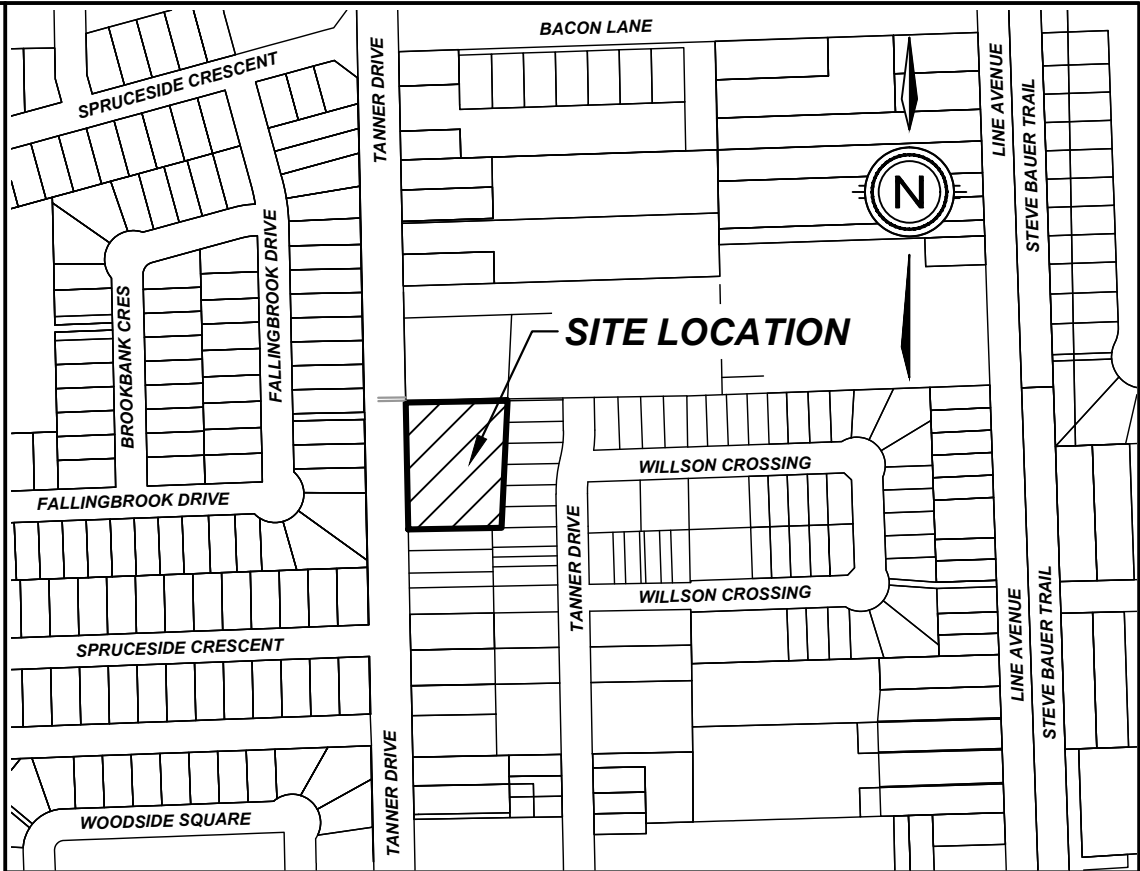 BACON LANE
SPRUCESIDE CRESCENT
TANNER DRIVE
LINE AVENUE
STEVE BAUER TRAIL
N
FALLINGBROOK DRIVE
BROOKBANK CRES
SITE LOCATION
WILLSON CROSSING
FALLINGBROOK DRIVE
TANNER DRIVE
WILLSON CROSSING
SPRUCESIDE CRESCENT
LINE AVENUE
STEVE BAUER TRAIL
TANNER DRIVE
WOODSIDE SQUARE